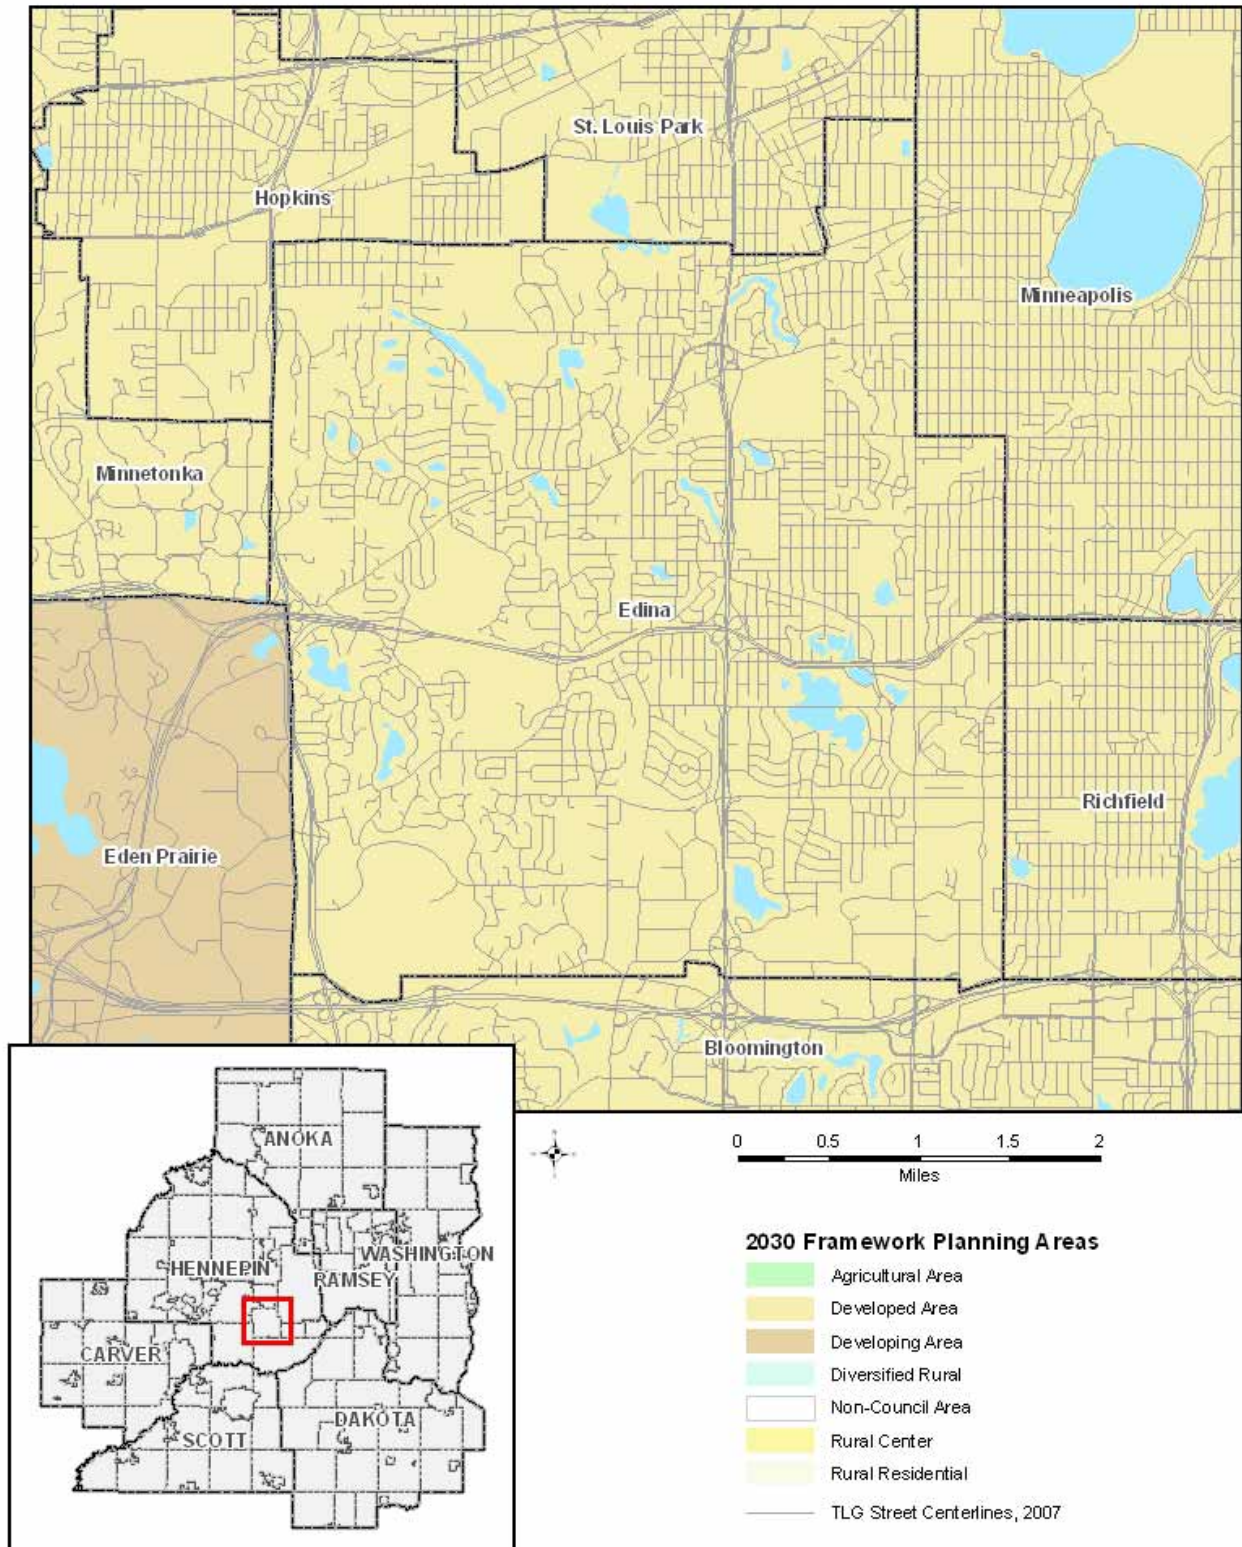 St. Louis Park
Hopkins
Minneapolis
Minnetonka
Edina
Richfield
Eden Prairie
Bloomington
ANOKA
WASHINGTON
HENNEPIN
RAMSEY
CARVER
DAKOTA
SCOTT
0 0.5 1 1.5 2
Miles
2030 Framework Planning Areas
Agricultural Area
Developed Area
Developing Area
Diversified Rural
Non-Council Area
Rural Center
Rural Residential
TLG Street Centerlines, 2007